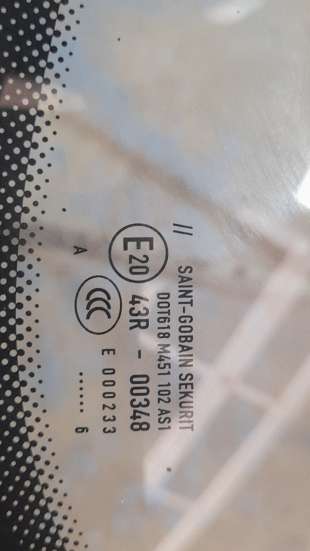 //
SAINT-GOBAIN SEKURIT
DOT618 M451 102 AS1
E20 43R - 00348
CCC E 000233
A ...... 6